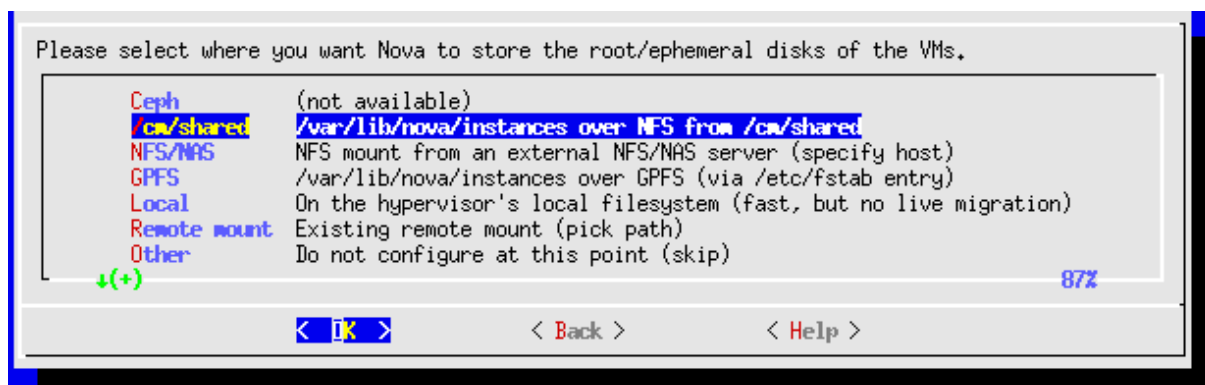 Please select where you want Nova to store the root/ephemeral disks of the VMs.
Ceph (not available)
/cm/shared /var/lib/nova/instances over NFS from /cm/shared
NFS/NAS NFS mount from an external NFS/NAS server (specify host)
GPFS /var/lib/nova/instances over GPFS (via /etc/fstab entry)
Local On the hypervisor's local filesystem (fast, but no live migration)
Remote mount Existing remote mount (pick path)
Other Do not configure at this point (skip)
↓(+) 87%
< OK > < Back > < Help >